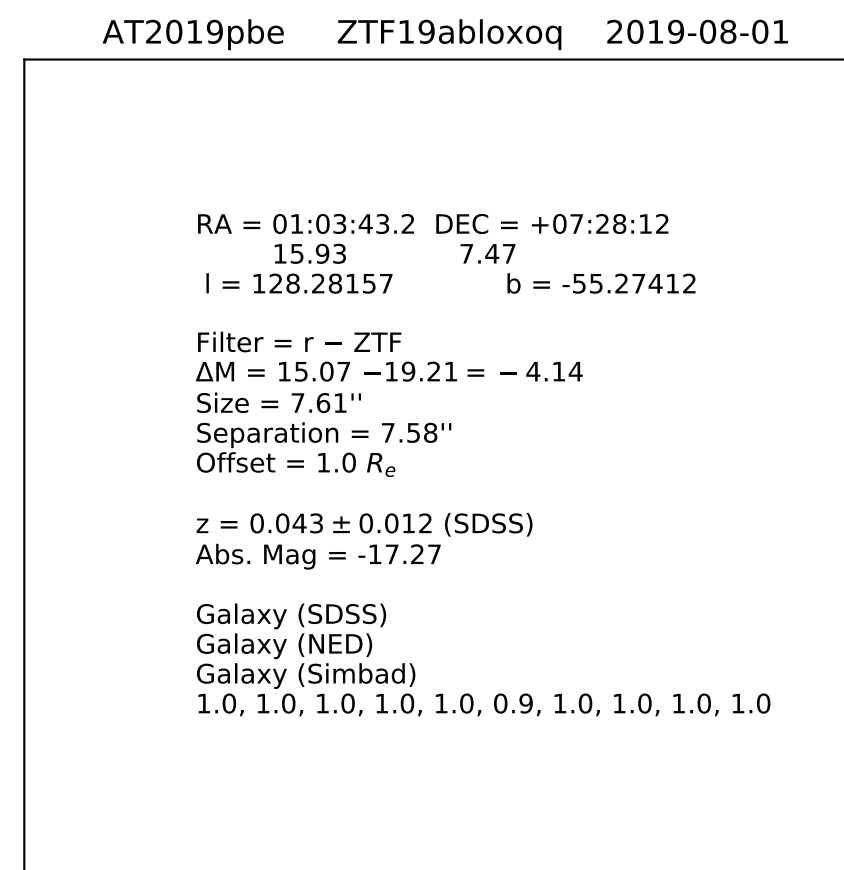 AT2019pbe ZTF19abloxoq 2019-08-01
RA = 01:03:43.2 DEC = +07:28:12
15.93 7.47
l = 128.28157 b = -55.27412
Filter = r − ZTF
ΔM = 15.07 −19.21 = − 4.14
Size = 7.61''
Separation = 7.58''
Offset = 1.0 Re
z = 0.043 ± 0.012 (SDSS)
Abs. Mag = -17.27
Galaxy (SDSS)
Galaxy (NED)
Galaxy (Simbad)
1.0, 1.0, 1.0, 1.0, 1.0, 0.9, 1.0, 1.0, 1.0, 1.0